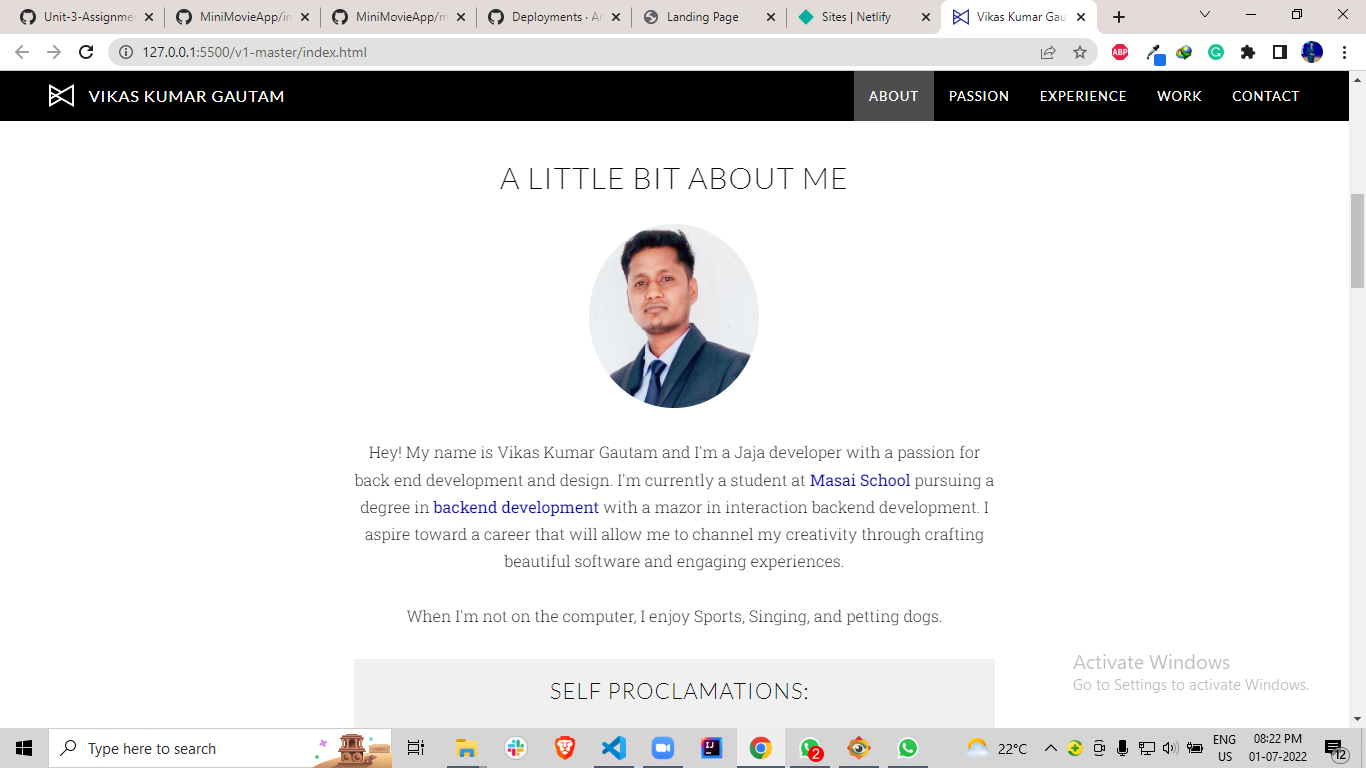 Unit-3-Assignme
MiniMovieApp/in
MiniMovieApp/m
Deployments · Ar
Landing Page
Sites | Netlify
Vikas Kumar Gau
127.0.0.1:5500/v1-master/index.html
ABP
VIKAS KUMAR GAUTAM
ABOUT
PASSION
EXPERIENCE
WORK
CONTACT
A LITTLE BIT ABOUT ME
Hey! My name is Vikas Kumar Gautam and I'm a Jaja developer with a passion for
back end development and design. I'm currently a student at Masai School pursuing a
degree in backend development with a mazor in interaction backend development. I
aspire toward a career that will allow me to channel my creativity through crafting
beautiful software and engaging experiences.
When I'm not on the computer, I enjoy Sports, Singing, and petting dogs.
SELF PROCLAMATIONS:
Activate Windows
Go to Settings to activate Windows.
Type here to search
IJ
2
22°C
ENG
US
08:22 PM
01-07-2022
12